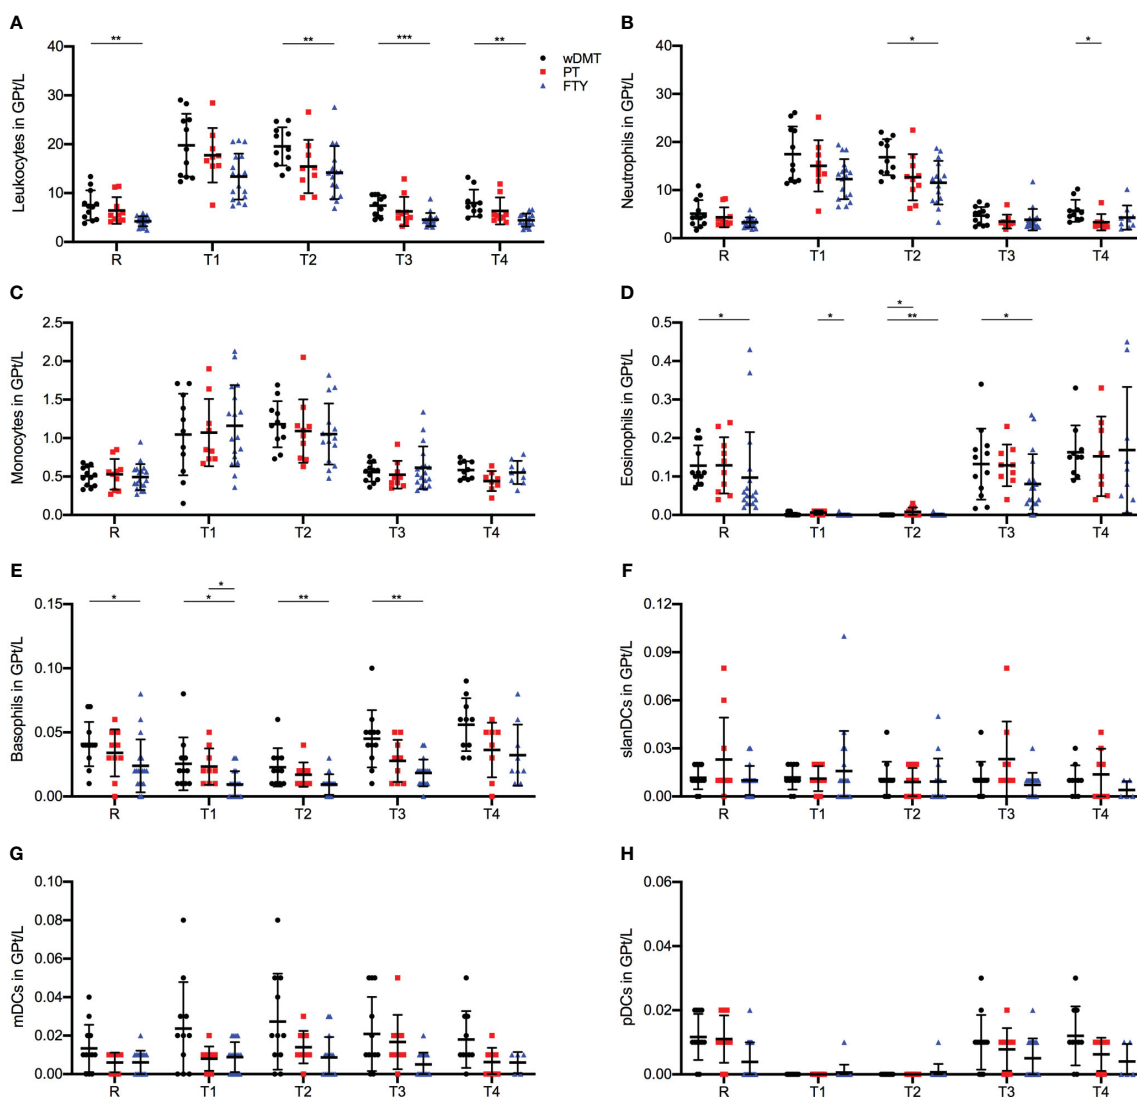 A
Leukocytes in GPt/L
40
30
20
10
0
** ** *** **
R T1 T2 T3 T4
wDMT
PT
FTY
B
Neutrophils in GPt/L
40
30
20
10
0
* *
R T1 T2 T3 T4
C
Monocytes in GPt/L
2.5
2.0
1.5
1.0
0.5
0.0
R T1 T2 T3 T4
D
Eosinophils in GPt/L
0.5
0.4
0.3
0.2
0.1
0.0
*
* * ** *
R T1 T2 T3 T4
E
Basophils in GPt/L
0.15
0.10
0.05
0.00
*
* * ** **
R T1 T2 T3 T4
F
slanDCs in GPt/L
0.12
0.09
0.06
0.03
0.00
R T1 T2 T3 T4
G
mDCs in GPt/L
0.10
0.08
0.06
0.04
0.02
0.00
R T1 T2 T3 T4
H
pDCs in GPt/L
0.06
0.04
0.02
0.00
R T1 T2 T3 T4